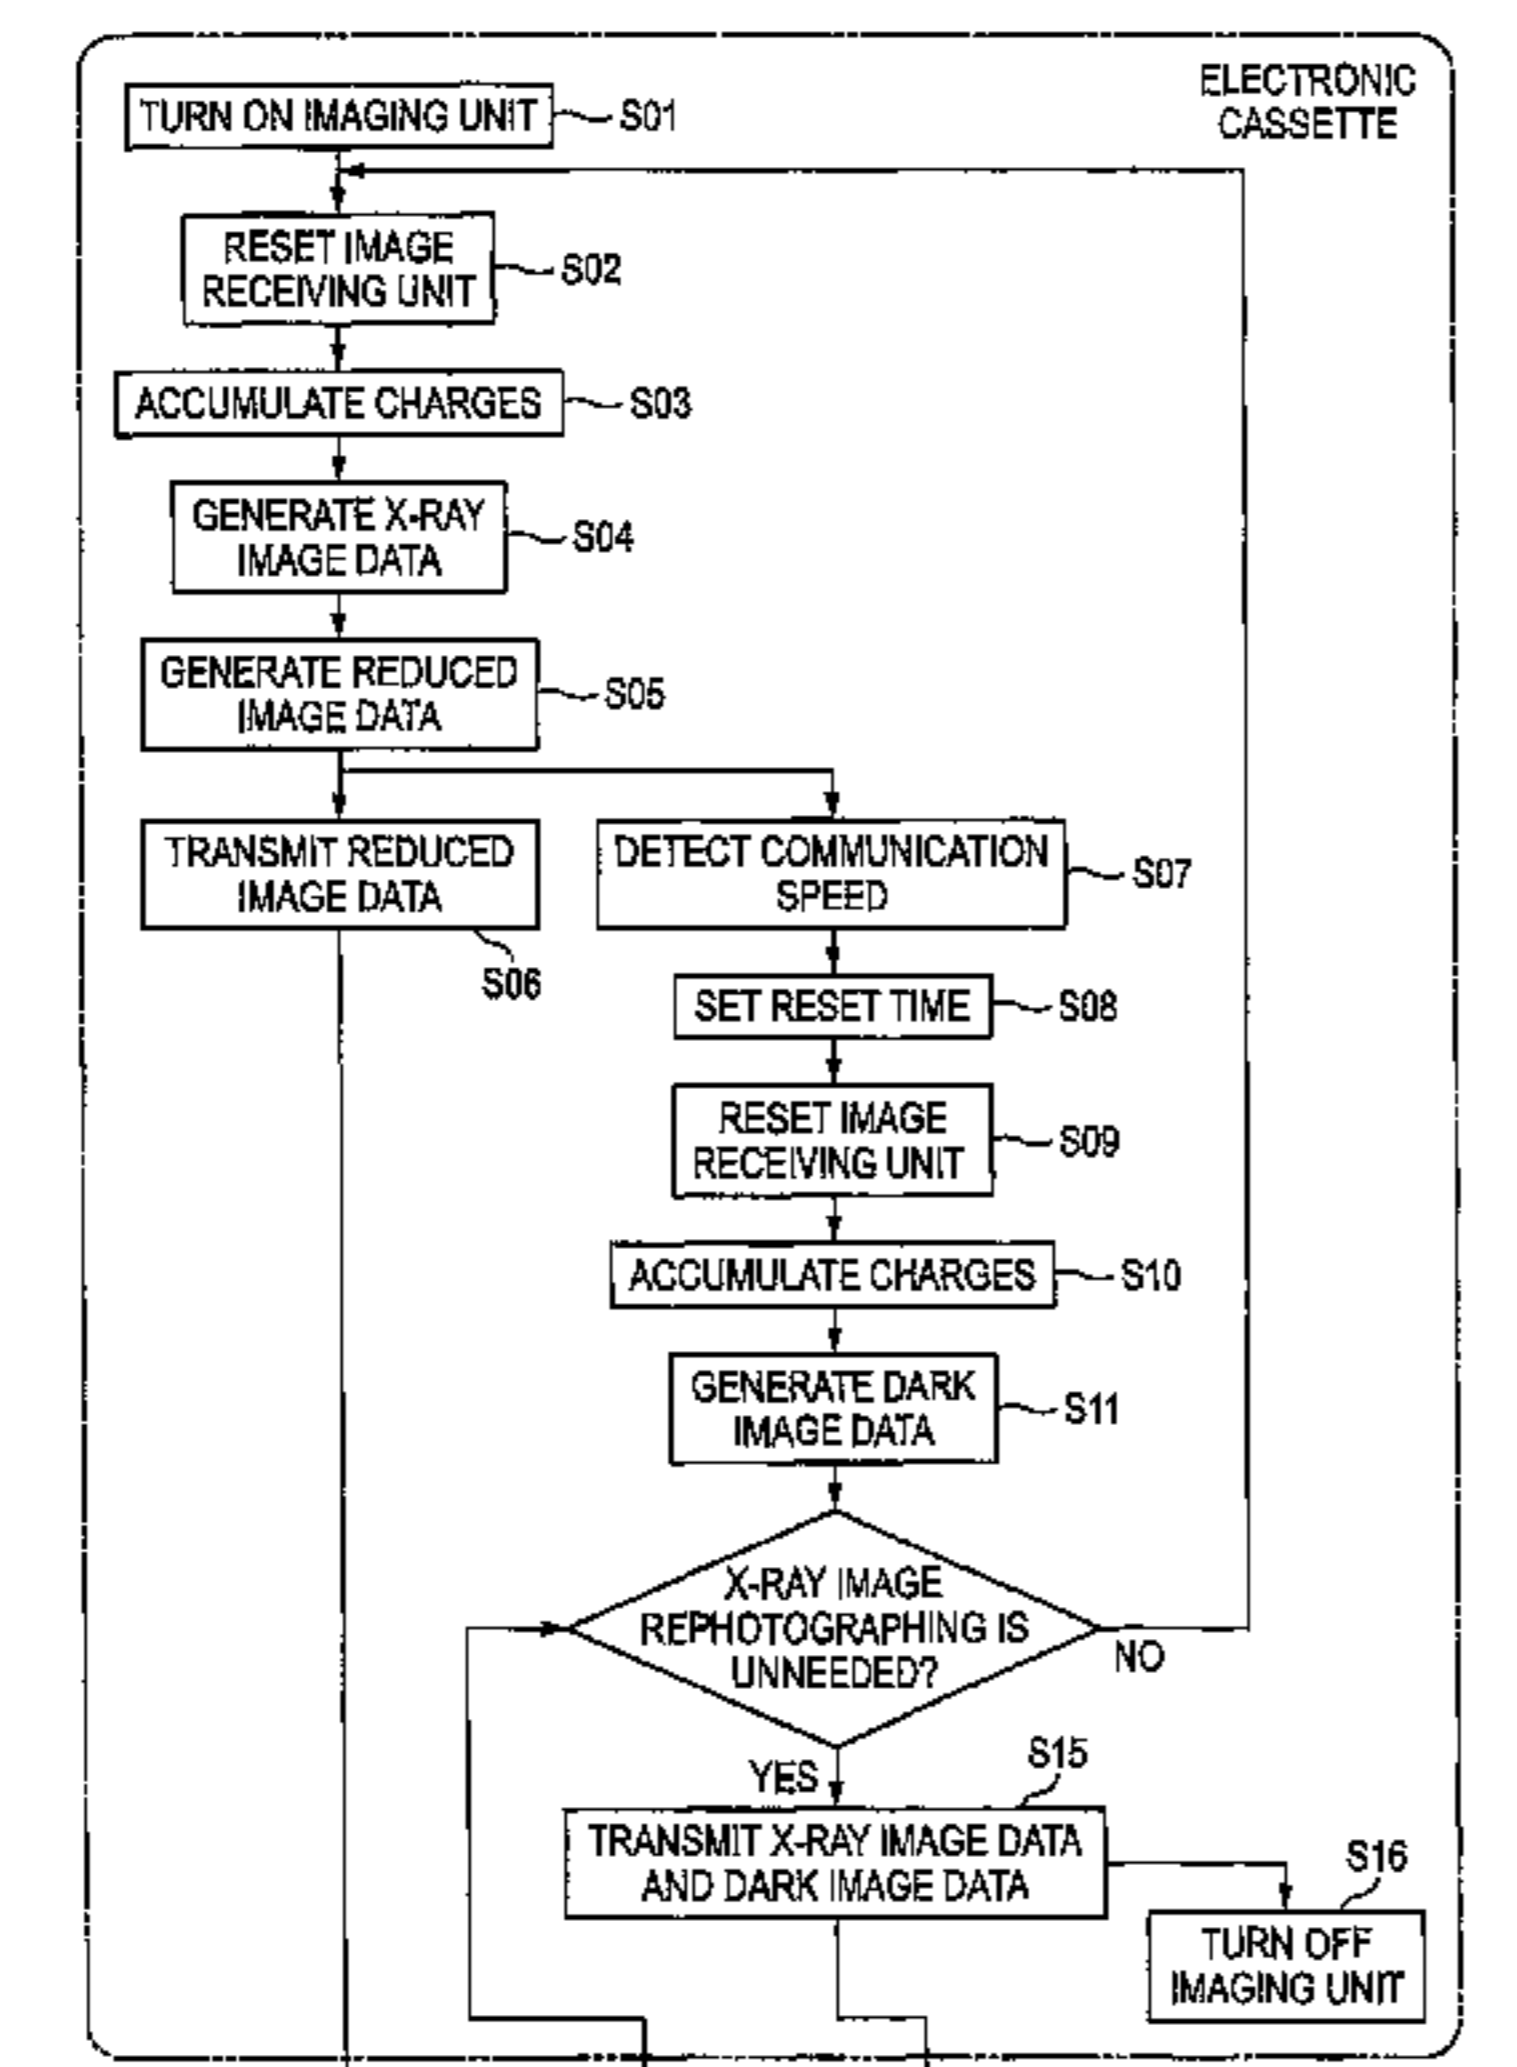 ELECTRONIC
CASSETTE
TURN ON IMAGING UNIT
S01
RESET IMAGE
RECEIVING UNIT
S02
ACCUMULATE CHARGES
S03
GENERATE X-RAY
IMAGE DATA
S04
GENERATE REDUCED
IMAGE DATA
S05
TRANSMIT REDUCED
IMAGE DATA
S06
DETECT COMMUNICATION
SPEED
S07
SET RESET TIME
S08
RESET IMAGE
RECEIVING UNIT
S09
ACCUMULATE CHARGES
S10
GENERATE DARK
IMAGE DATA
S11
X-RAY IMAGE
REPHOTOGRAPHING IS
UNNEEDED?
NO
YES
S15
TRANSMIT X-RAY IMAGE DATA
AND DARK IMAGE DATA
S16
TURN OFF
IMAGING UNIT